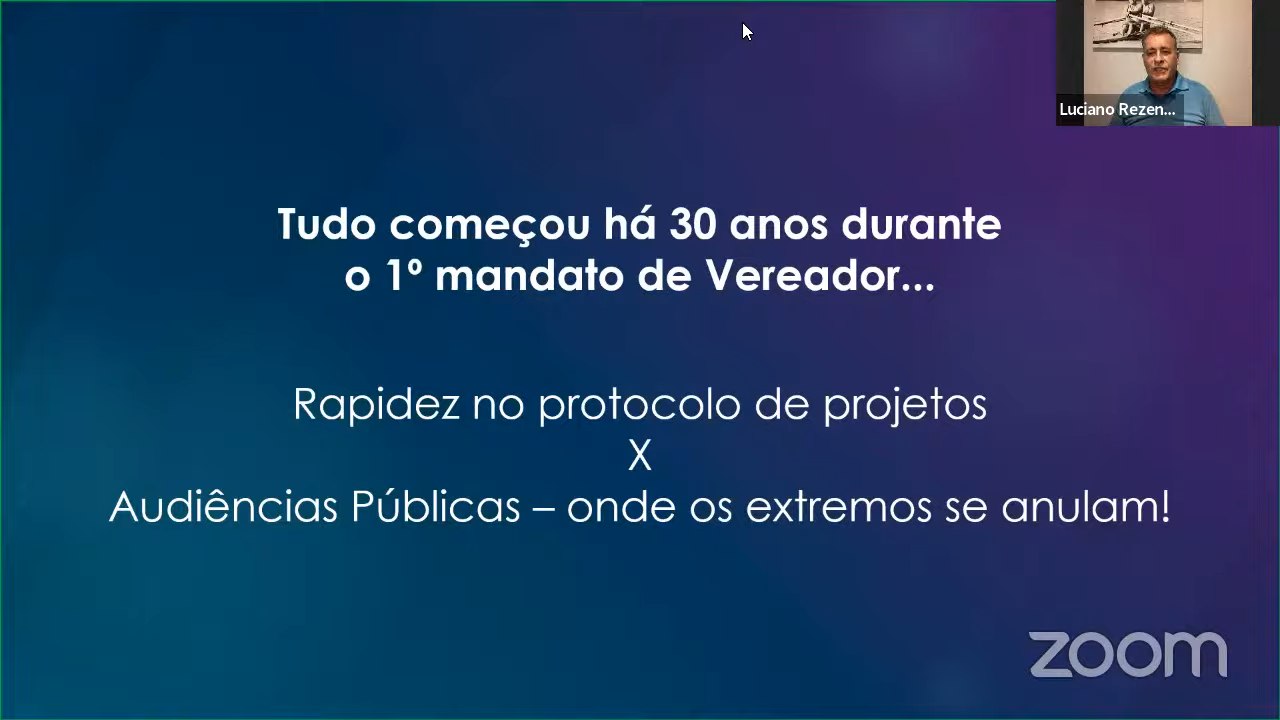 Luciano Rezen...
Tudo começou há 30 anos durante
o 1º mandato de Vereador...
Rapidez no protocolo de projetos
X
Audiências Públicas – onde os extremos se anulam!
zoom